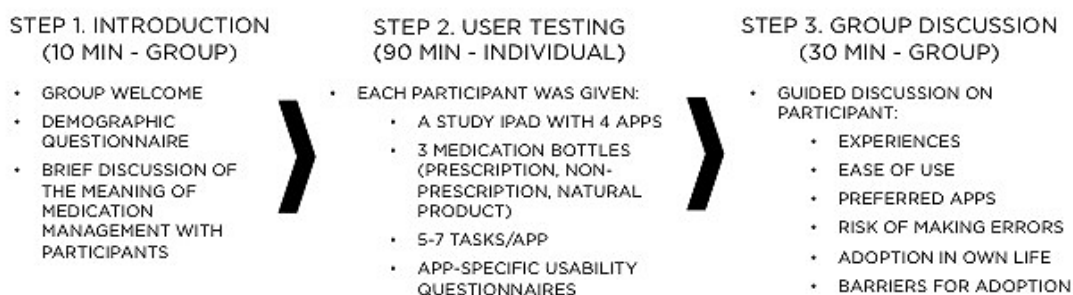 STEP 1. INTRODUCTION
(10 MIN - GROUP)
• GROUP WELCOME
• DEMOGRAPHIC
QUESTIONNAIRE
• BRIEF DISCUSSION OF
THE MEANING OF
MEDICATION
MANAGEMENT WITH
PARTICIPANTS
STEP 2. USER TESTING
(90 MIN - INDIVIDUAL)
• EACH PARTICIPANT WAS GIVEN:
• A STUDY IPAD WITH 4 APPS
• 3 MEDICATION BOTTLES
(PRESCRIPTION, NON-
PRESCRIPTION, NATURAL
PRODUCT)
• 5-7 TASKS/APP
• APP-SPECIFIC USABILITY
QUESTIONNAIRES
STEP 3. GROUP DISCUSSION
(30 MIN - GROUP)
• GUIDED DISCUSSION ON
PARTICIPANT:
• EXPERIENCES
• EASE OF USE
• PREFERRED APPS
• RISK OF MAKING ERRORS
• ADOPTION IN OWN LIFE
• BARRIERS FOR ADOPTION